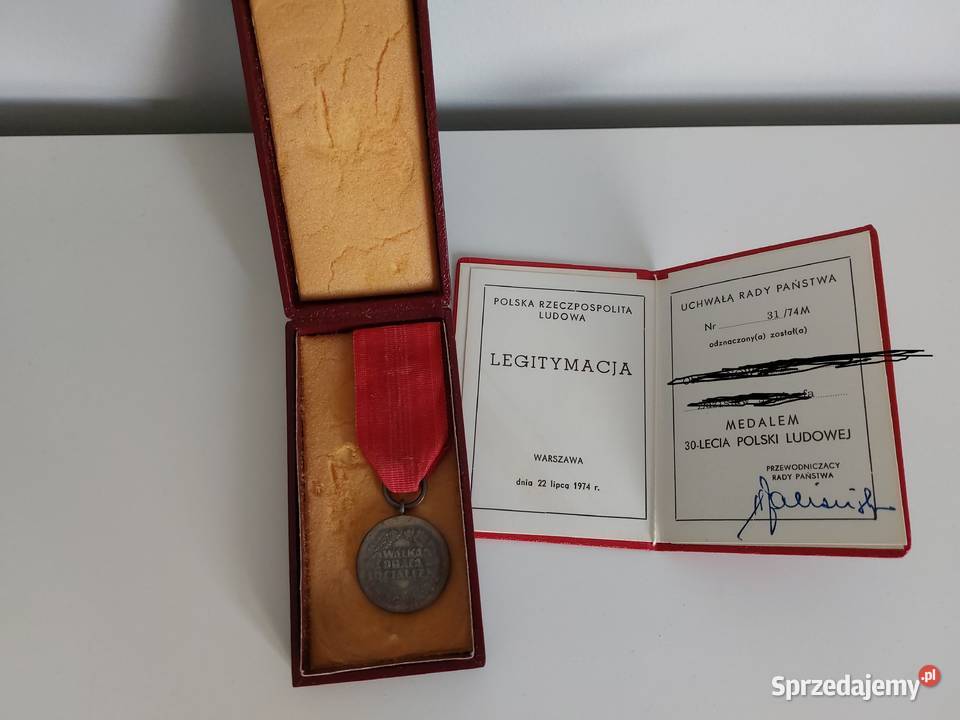 WALKA
PRACA
SOCJALIZM
POLSKA RZECZPOSPOLITA
LUDOWA
LEGITYMACJA
WARSZAWA
dnia 22 lipca 1974 r.
UCHWAŁĄ RADY PAŃSTWA
Nr 31/74M
odznaczony(a) został(a)
MEDALEM
30-LECIA POLSKI LUDOWEJ
PRZEWODNICZĄCY
RADY PAŃSTWA
Sprzedajemy.pl